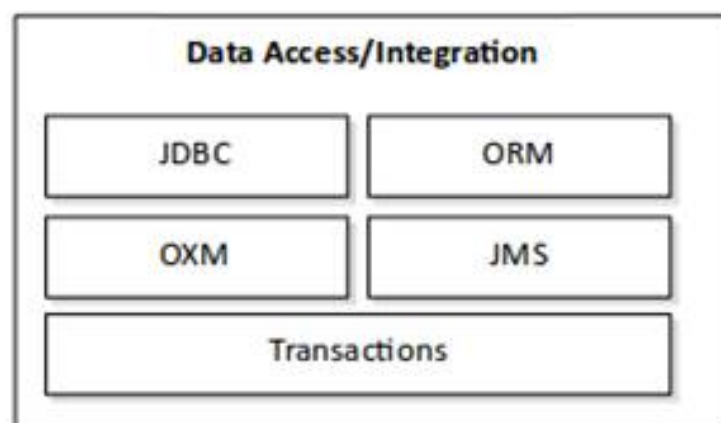 Data Access/Integration
JDBC
ORM
OXM
JMS
Transactions